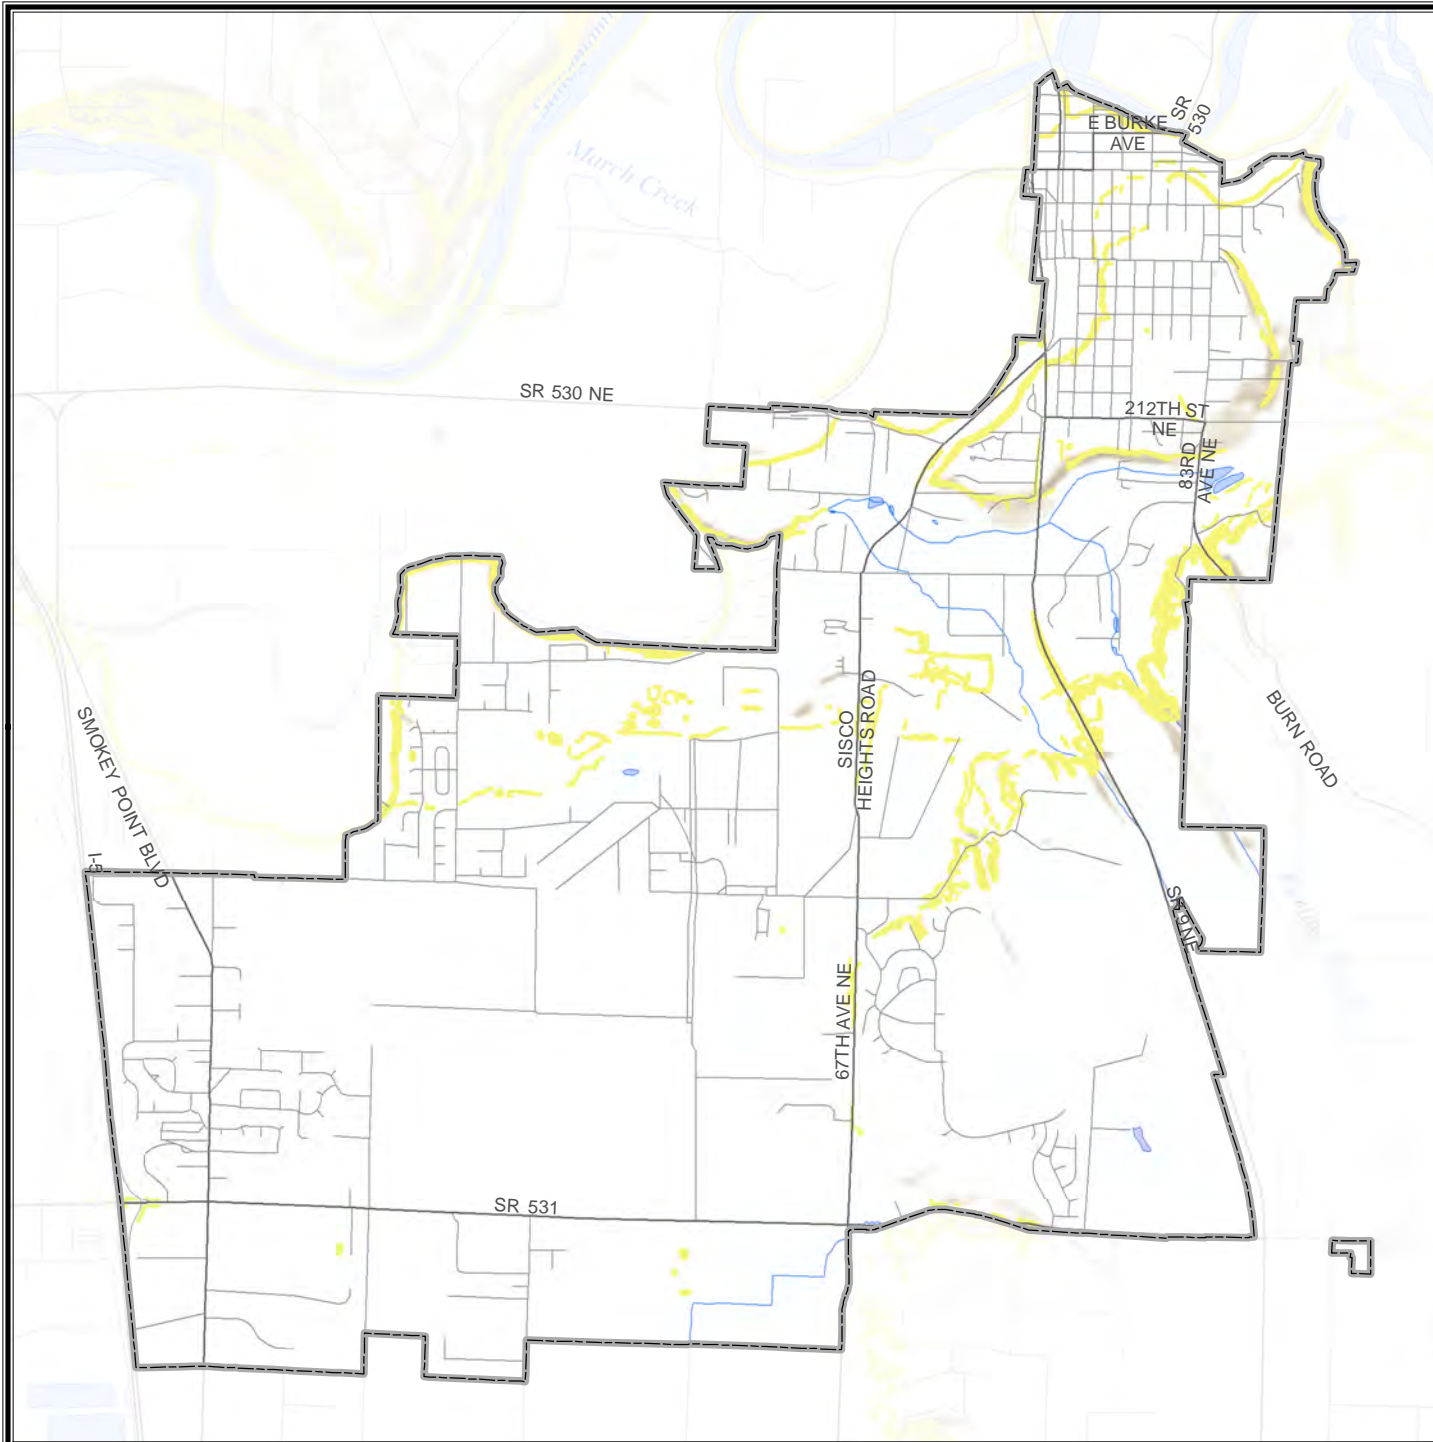 SR
530
E BURKE
AVE
March Creek
SR 530 NE
212TH ST
NE
83RD
AVE NE
SISCO
HEIGHTS ROAD
BURN ROAD
SMOKEY POINT BLVD
I-5
SR 9 NE
67TH AVE NE
SR 531